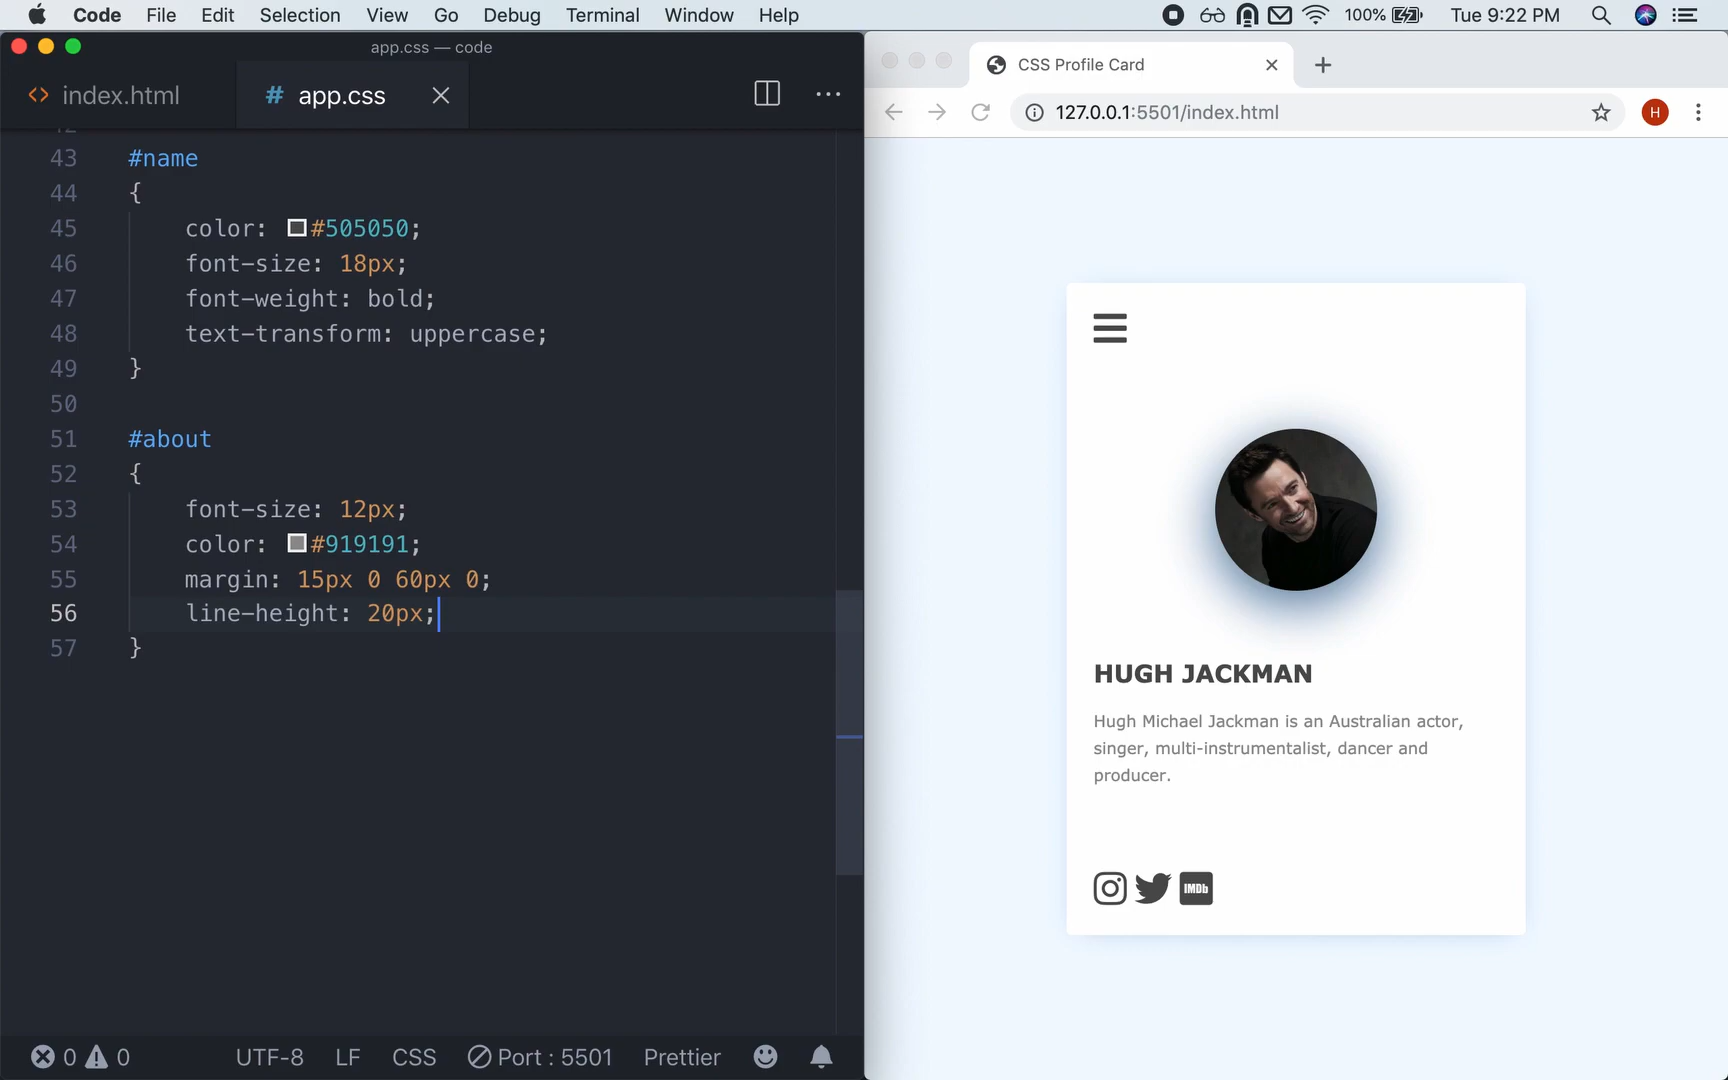 Code File Edit Selection View Go Debug Terminal Window Help 100% Tue 9:22 PM
app.css — code
index.html # app.css
CSS Profile Card
127.0.0.1:5501/index.html H
43 #name
44 {
45 color: #505050;
46 font-size: 18px;
47 font-weight: bold;
48 text-transform: uppercase;
49 }
50
51 #about
52 {
53 font-size: 12px;
54 color: #919191;
55 margin: 15px 0 60px 0;
56 line-height: 20px;
57 }
HUGH JACKMAN
Hugh Michael Jackman is an Australian actor,
singer, multi-instrumentalist, dancer and
producer.
IMDb
0 0 UTF-8 LF CSS Port : 5501 Prettier